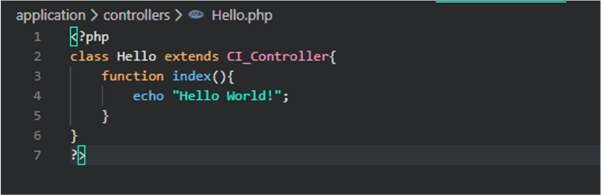 application > controllers > php Hello.php
1 <?php
2 class Hello extends CI_Controller{
3     function index(){
4         echo "Hello World!";
5     }
6 }
7 ?>